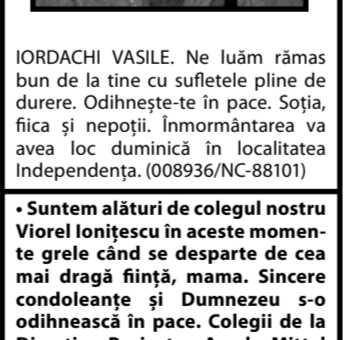 IORDACHI VASILE. Ne luăm rămas
bun de la tine cu sufletele pline de
durere. Odihnește-te în pace. Soția,
fiica și nepoții. Înmormântarea va
avea loc duminică în localitatea
Independența. (008936/NC-88101)
• Suntem alături de colegul nostru
Viorel Ionițescu în aceste momen-
te grele când se desparte de cea
mai dragă ființă, mama. Sincere
condoleanțe și Dumnezeu s-o
odihnească în pace. Colegii de la